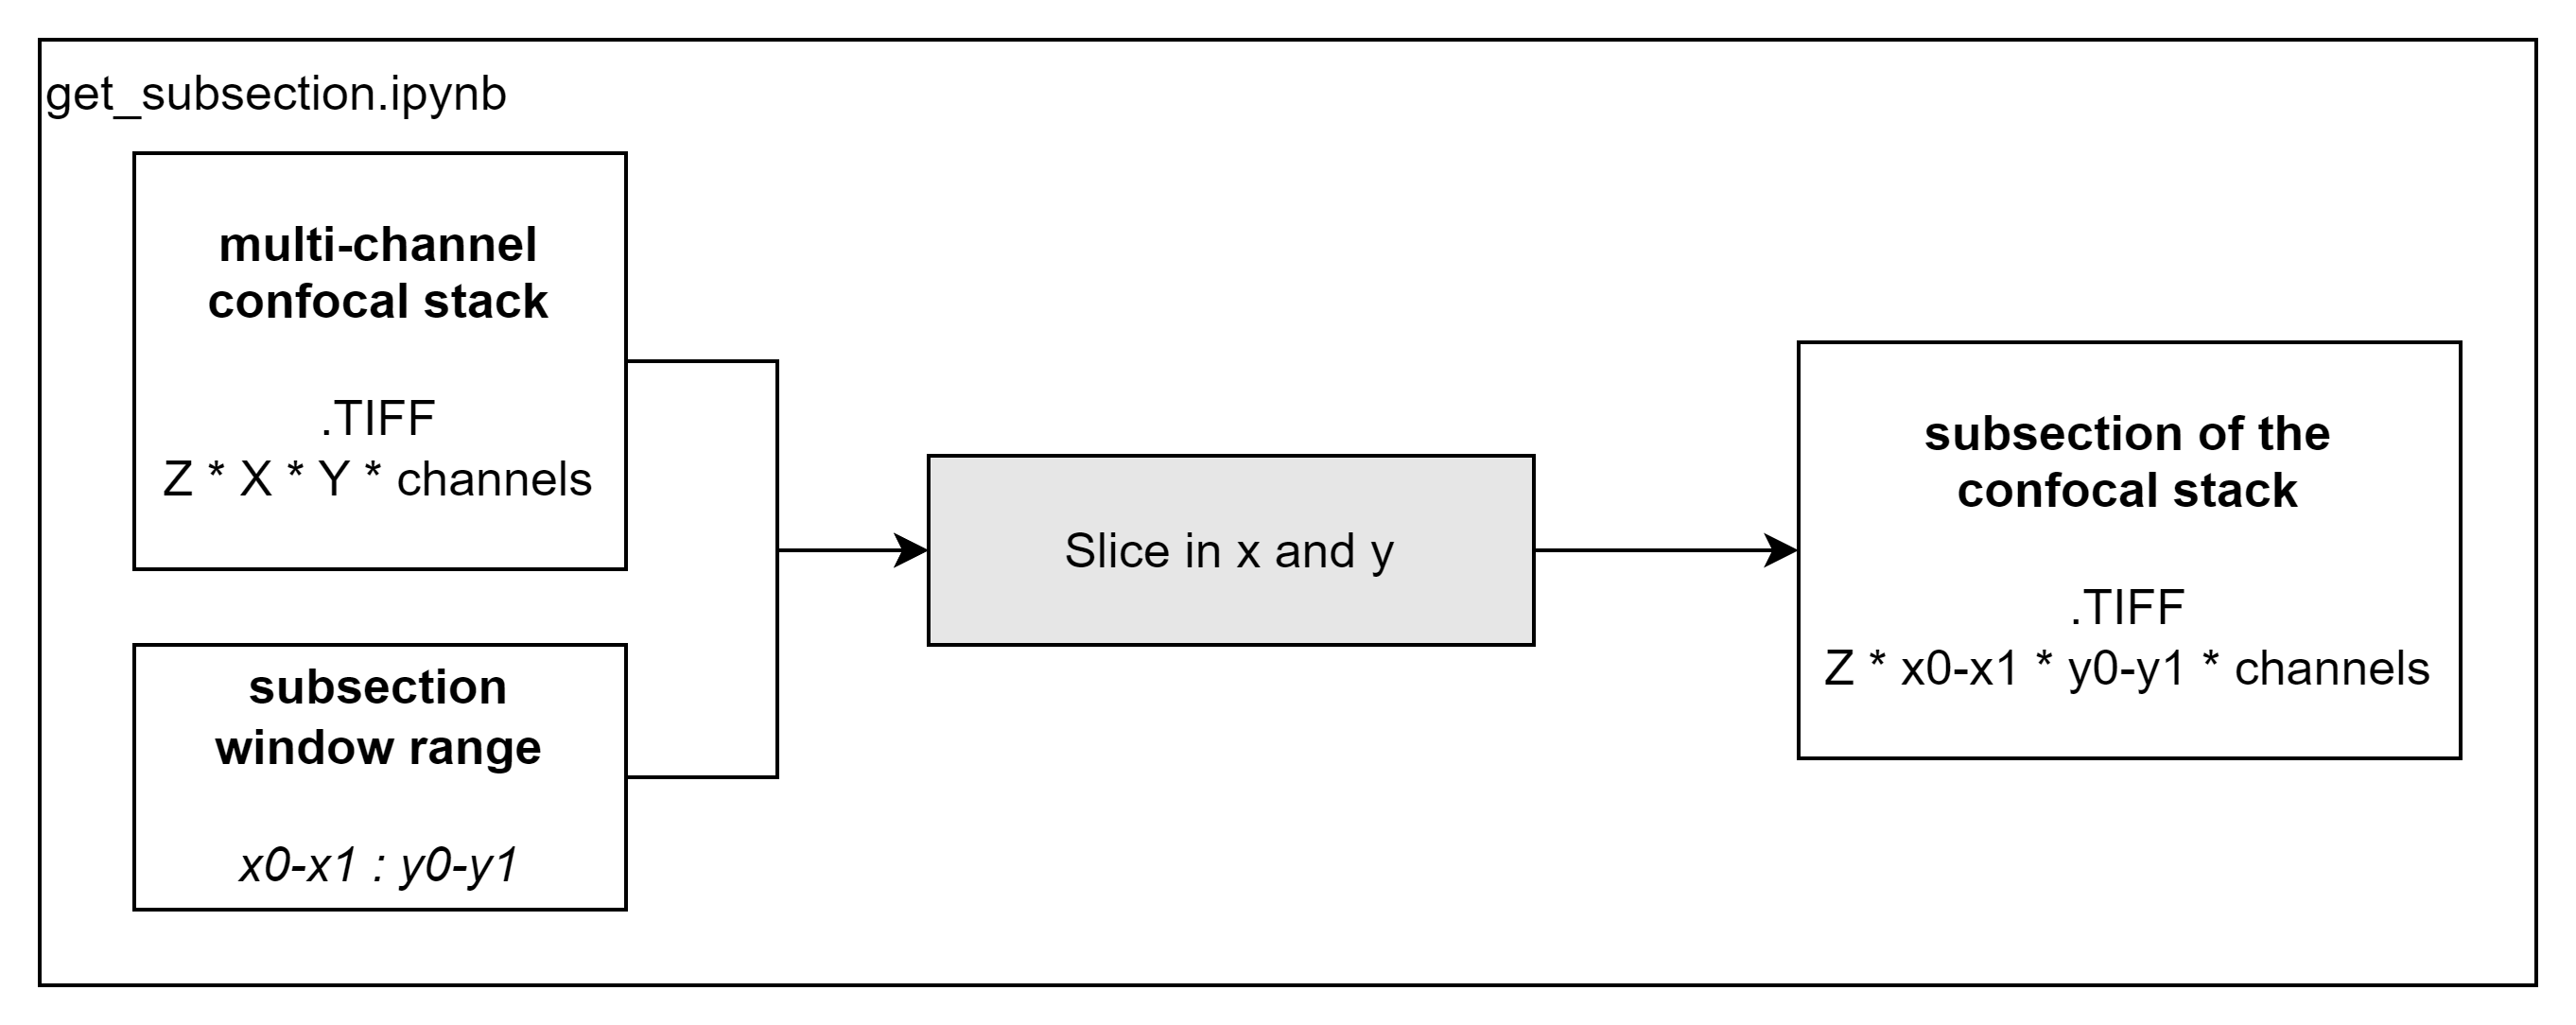 get_subsection.ipynb
multi-channel
confocal stack
.TIFF
Z * X * Y * channels
subsection
window range
x0-x1 : y0-y1
Slice in x and y
subsection of the
confocal stack
.TIFF
Z * x0-x1 * y0-y1 * channels